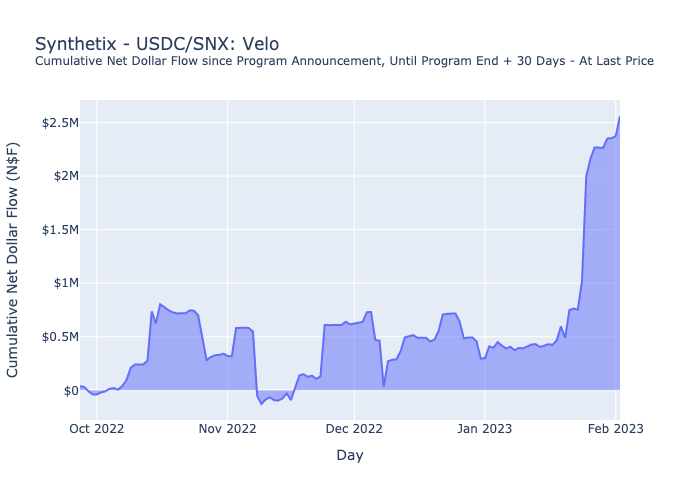 Synthetix - USDC/SNX: Velo
Cumulative Net Dollar Flow since Program Announcement, Until Program End + 30 Days - At Last Price
Cumulative Net Dollar Flow (N$F)
$2.5M
$2M
$1.5M
$1M
$0.5M
$0
Oct 2022 Nov 2022 Dec 2022 Jan 2023 Feb 2023
Day